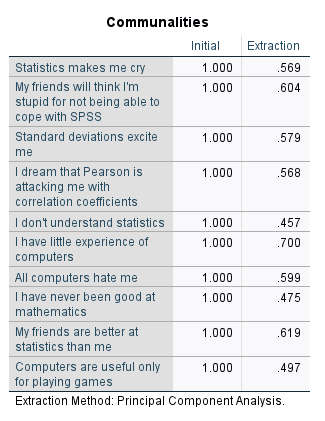 Communalities
Initial Extraction
Statistics makes me cry 1.000 .569
My friends will think I'm 1.000 .604
stupid for not being able to
cope with SPSS
Standard deviations excite 1.000 .579
me
I dream that Pearson is 1.000 .568
attacking me with
correlation coefficients
I don't understand statistics 1.000 .457
I have little experience of 1.000 .700
computers
All computers hate me 1.000 .599
I have never been good at 1.000 .475
mathematics
My friends are better at 1.000 .619
statistics than me
Computers are useful only 1.000 .497
for playing games
Extraction Method: Principal Component Analysis.